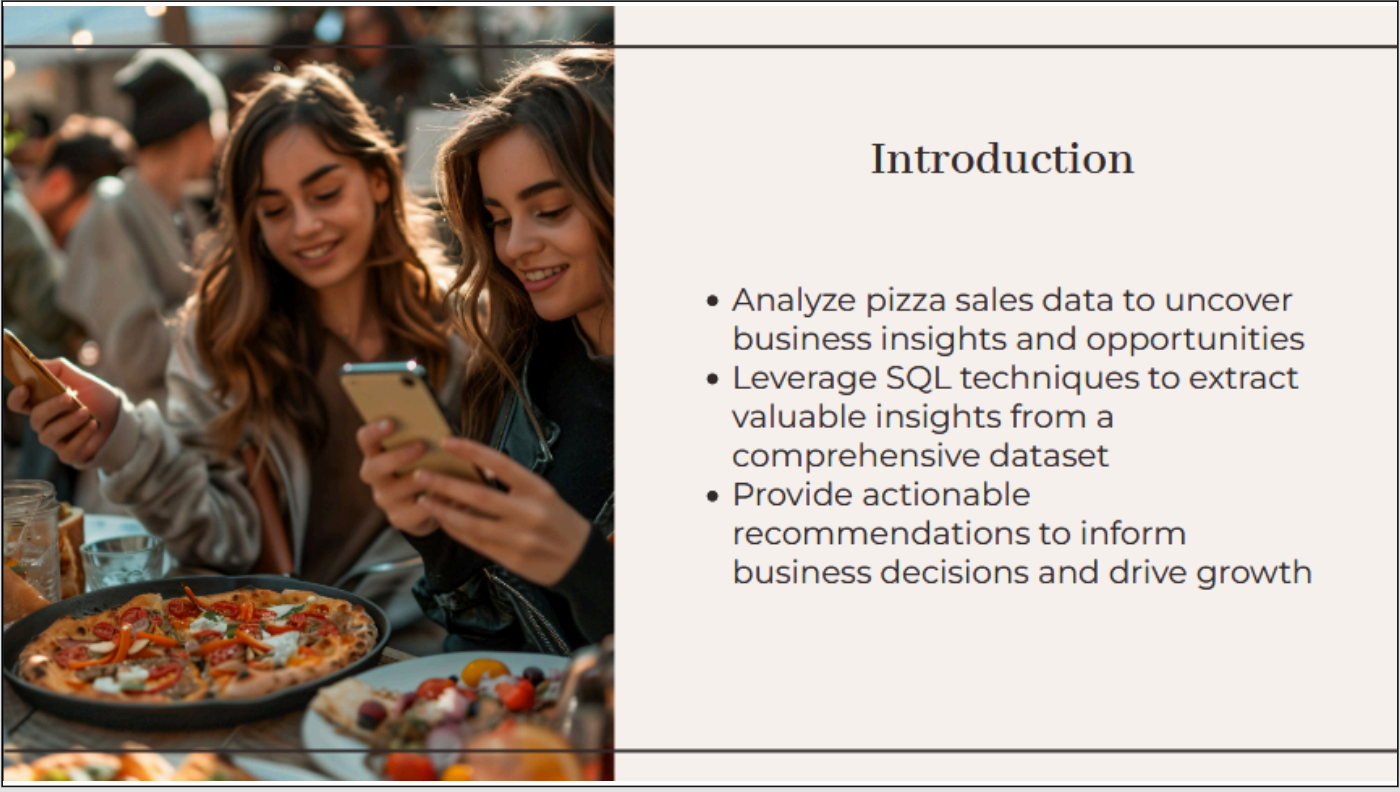 Introduction
• Analyze pizza sales data to uncover
business insights and opportunities
• Leverage SQL techniques to extract
valuable insights from a
comprehensive dataset
• Provide actionable
recommendations to inform
business decisions and drive growth